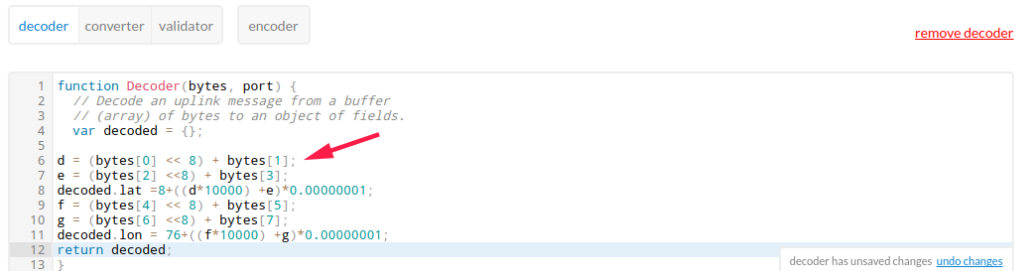 decoder converter validator encoder
remove decoder
1 function Decoder(bytes, port) {
2 // Decode an uplink message from a buffer
3 // (array) of bytes to an object of fields.
4 var decoded = {};
5
6 d = (bytes[0] << 8) + bytes[1];
7 e = (bytes[2] <<8) + bytes[3];
8 decoded.lat =8+((d*10000) +e)*0.00000001;
9 f = (bytes[4] << 8) + bytes[5];
10 g = (bytes[6] <<8) + bytes[7];
11 decoded.lon = 76+((f*10000) +g)*0.00000001;
12 return decoded;
13 }
decoder has unsaved changes undo changes